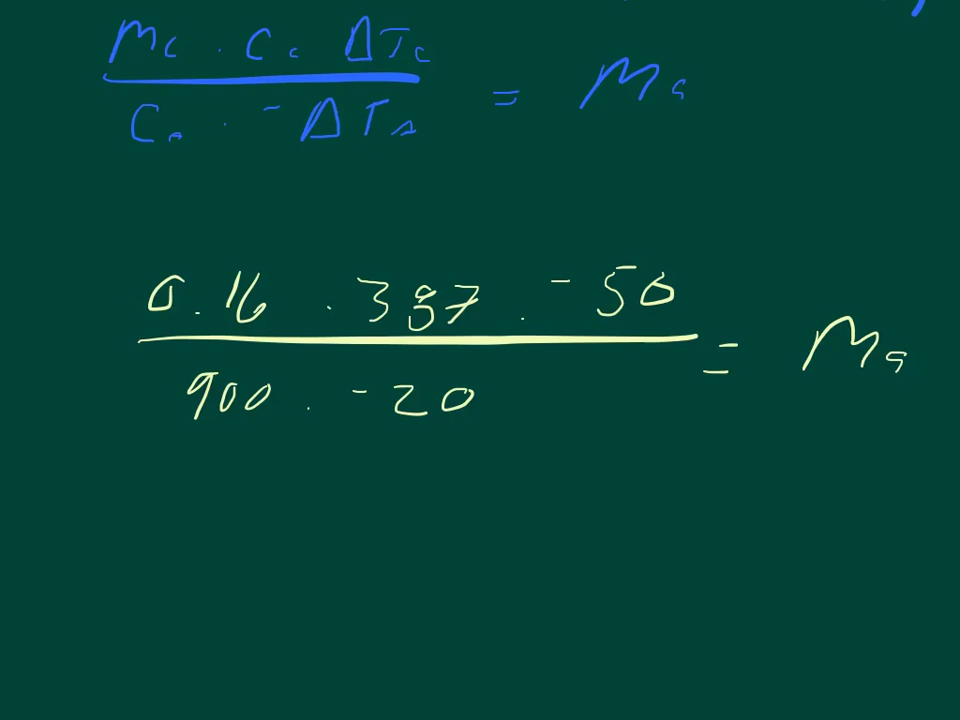 Mc · Cc ΔTc
Ca · -ΔTa = Ma
0.16 · 387 · -50
900 · -20 = Ma